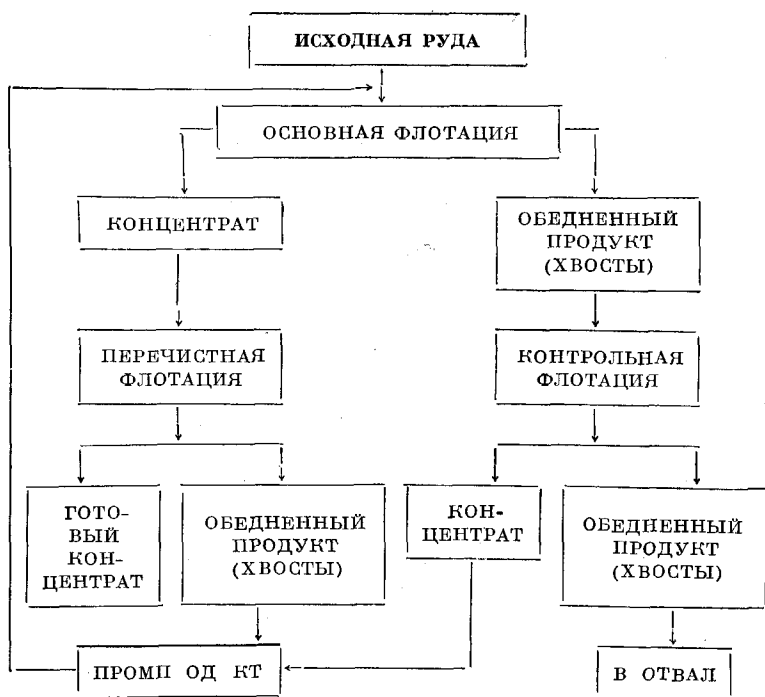 ИСХОДНАЯ РУДА
ОСНОВНАЯ ФЛОТАЦИЯ
КОНЦЕНТРАТ
ОБЕДНЕННЫЙ
ПРОДУКТ
(ХВОСТЫ)
ПЕРЕЧИСТНАЯ
ФЛОТАЦИЯ
КОНТРОЛЬНАЯ
ФЛОТАЦИЯ
ГОТО-
ВЫЙ
КОН-
ЦЕНТРАТ
ОБЕДНЕННЫЙ
ПРОДУКТ
(ХВОСТЫ)
КОН-
ЦЕНТРАТ
ОБЕДНЕННЫЙ
ПРОДУКТ
(ХВОСТЫ)
ПРОМП ОД КТ
В ОТВАЛ